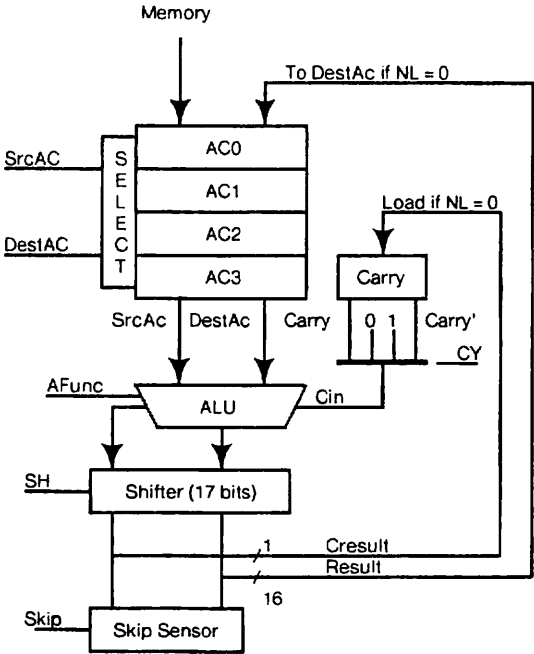 Memory
To DestAc if NL = 0
SrcAC
SELECT
AC0
AC1
AC2
AC3
DestAC
Load if NL = 0
Carry
SrcAc
DestAc
Carry
0
1
Carry'
CY
AFunc
ALU
Cin
SH
Shifter (17 bits)
1
Cresult
Result
16
Skip
Skip Sensor